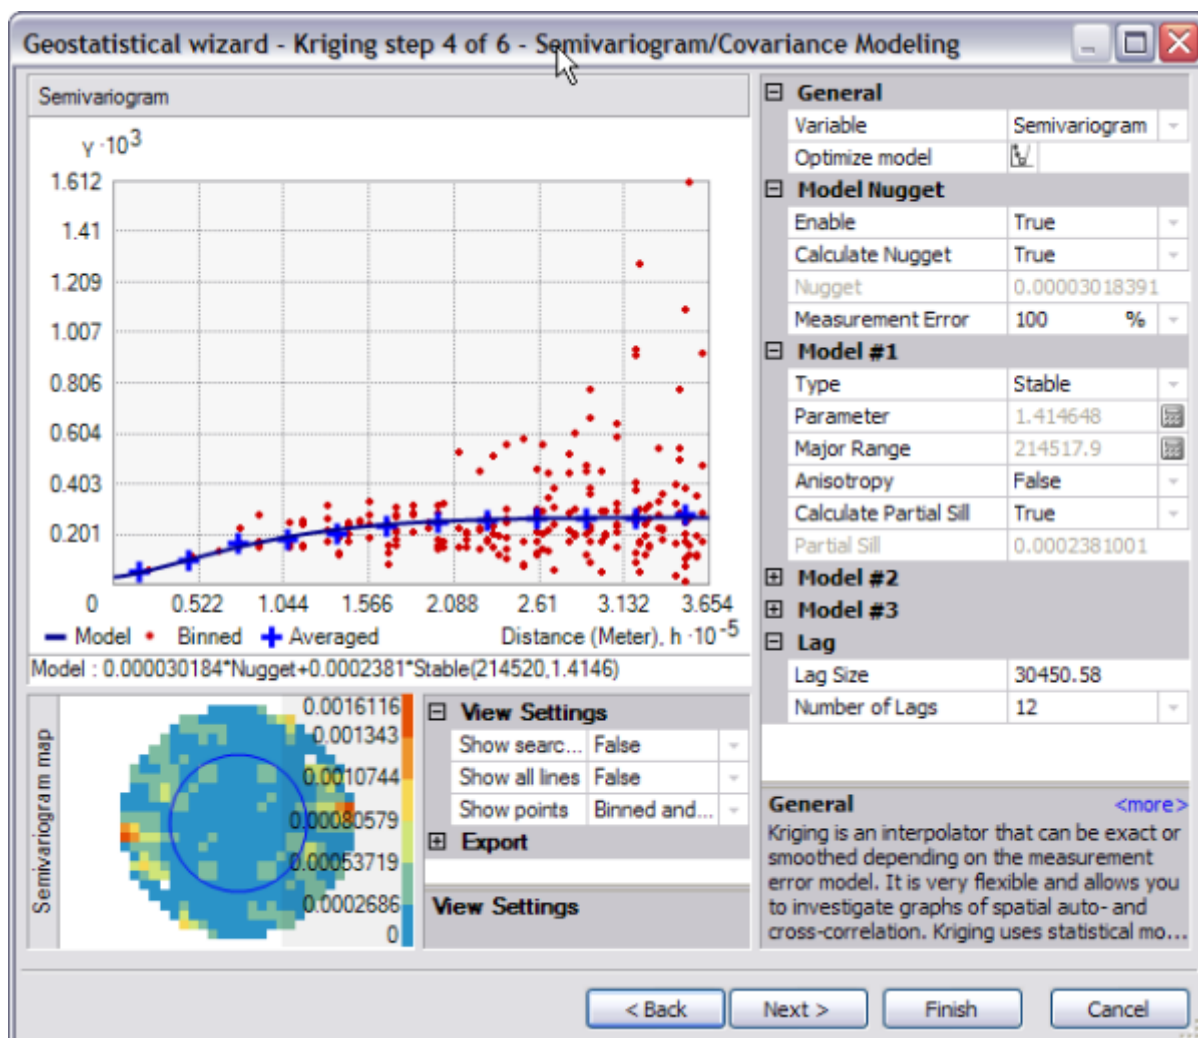 Geostatistical wizard - Kriging step 4 of 6 - Semivariogram/Covariance Modeling
Semivariogram
γ ·10³
1.612
1.41
1.209
1.007
0.806
0.604
0.403
0.201
0 0.522 1.044 1.566 2.088 2.61 3.132 3.654
Model Binned Averaged Distance (Meter), h ·10⁻⁵
Model : 0.000030184*Nugget+0.0002381*Stable(214520,1.4146)
Semivariogram map
0.0016116
0.001343
0.0010744
0.00080579
0.00053719
0.0002686
0
View Settings
Show searc... False
Show all lines False
Show points Binned and...
Export
View Settings
General
Variable Semivariogram
Optimize model
Model Nugget
Enable True
Calculate Nugget True
Nugget 0.00003018391
Measurement Error 100 %
Model #1
Type Stable
Parameter 1.414648
Major Range 214517.9
Anisotropy False
Calculate Partial Sill True
Partial Sill 0.0002381001
Model #2
Model #3
Lag
Lag Size 30450.58
Number of Lags 12
General <more>
Kriging is an interpolator that can be exact or
smoothed depending on the measurement
error model. It is very flexible and allows you
to investigate graphs of spatial auto- and
cross-correlation. Kriging uses statistical mo...
< Back Next > Finish Cancel